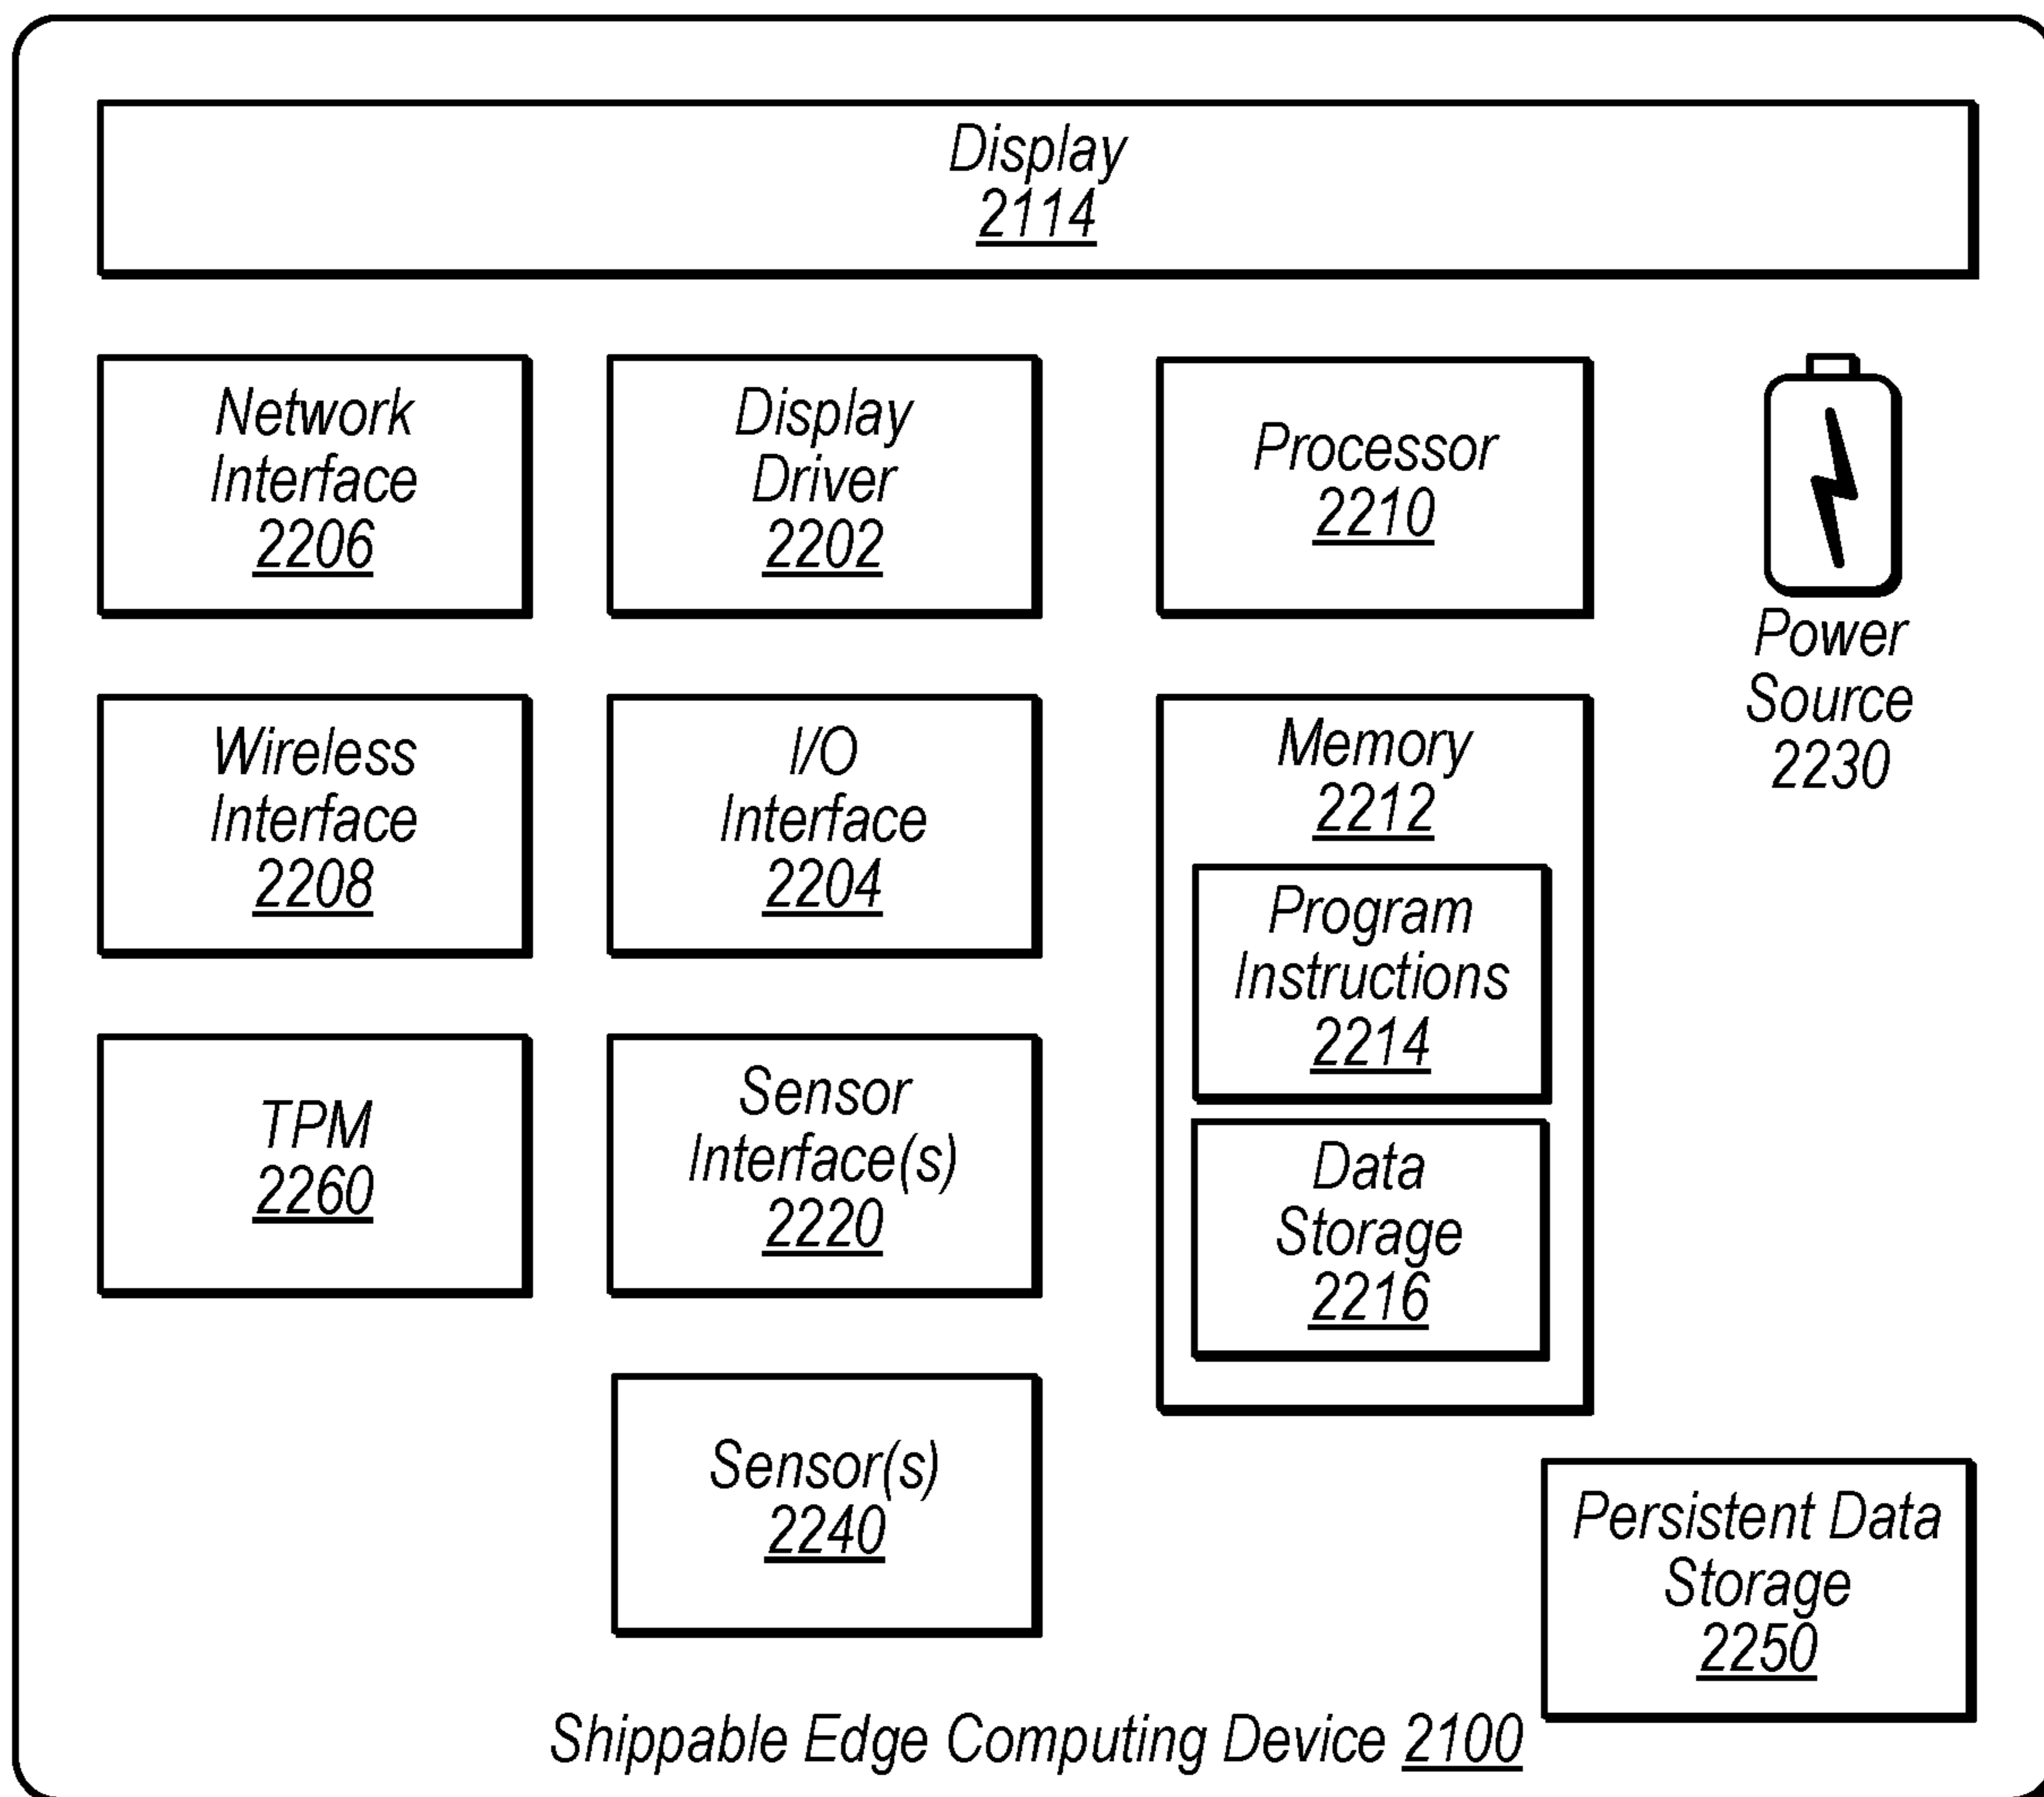 Display
2114
Network
Interface
2206
Display
Driver
2202
Processor
2210
Power
Source
2230
Wireless
Interface
2208
I/O
Interface
2204
Memory
2212
Program
Instructions
2214
Data
Storage
2216
TPM
2260
Sensor
Interface(s)
2220
Sensor(s)
2240
Persistent Data
Storage
2250
Shippable Edge Computing Device 2100